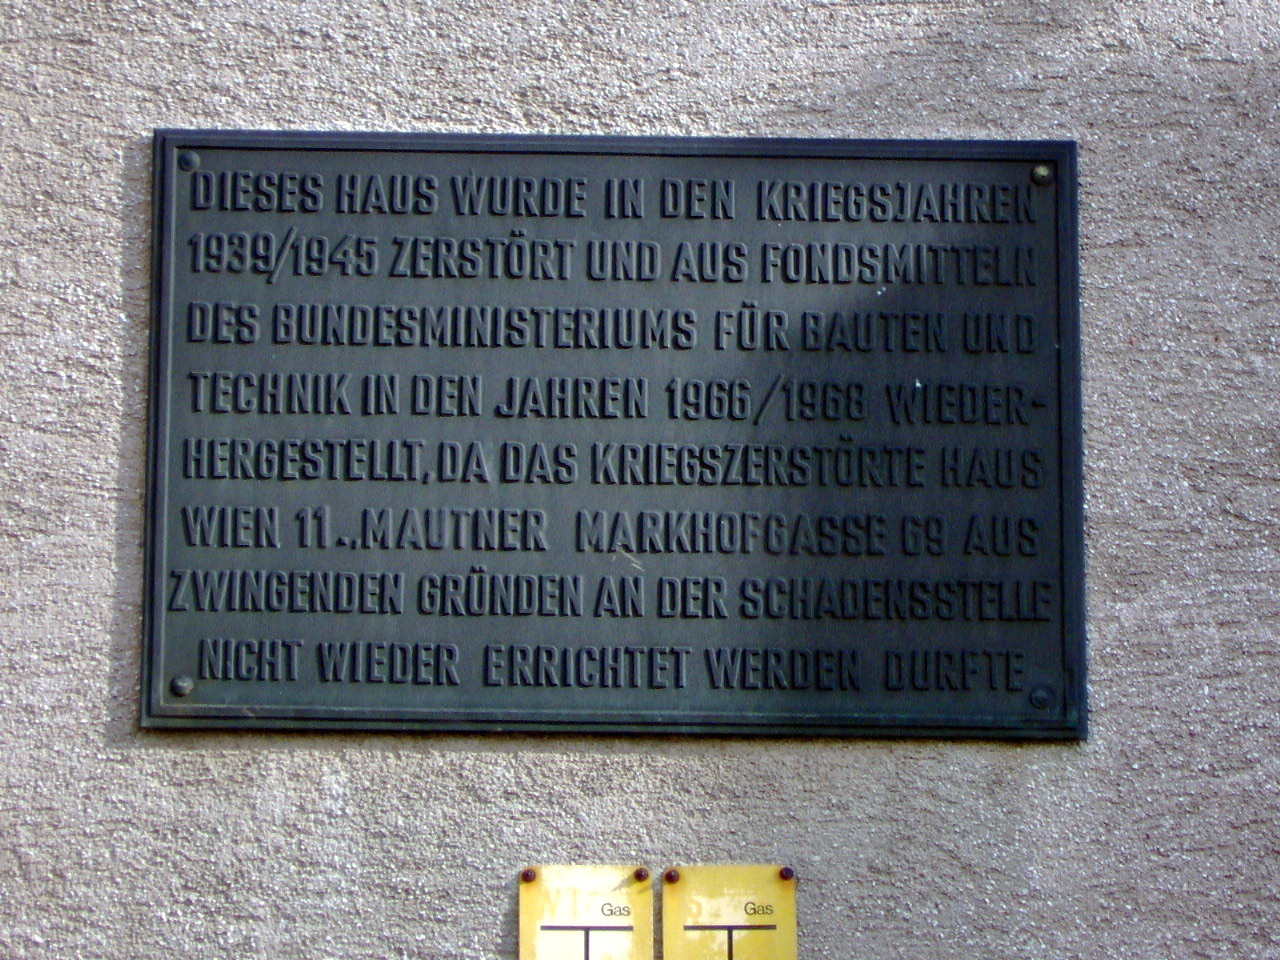 DIESES HAUS WURDE IN DEN KRIEGSJAHREN
1939/1945 ZERSTÖRT UND AUS FONDSMITTELN
DES BUNDESMINISTERIUMS FÜR BAUTEN UND
TECHNIK IN DEN JAHREN 1966/1968 WIEDER-
HERGESTELLT, DA DAS KRIEGSZERSTÖRTE HAUS
WIEN 11., MAUTNER MARKHOFGASSE 69 AUS
ZWINGENDEN GRÜNDEN AN DER SCHADENSSTELLE
NICHT WIEDER ERRICHTET WERDEN DURFTE
Gas
Gas